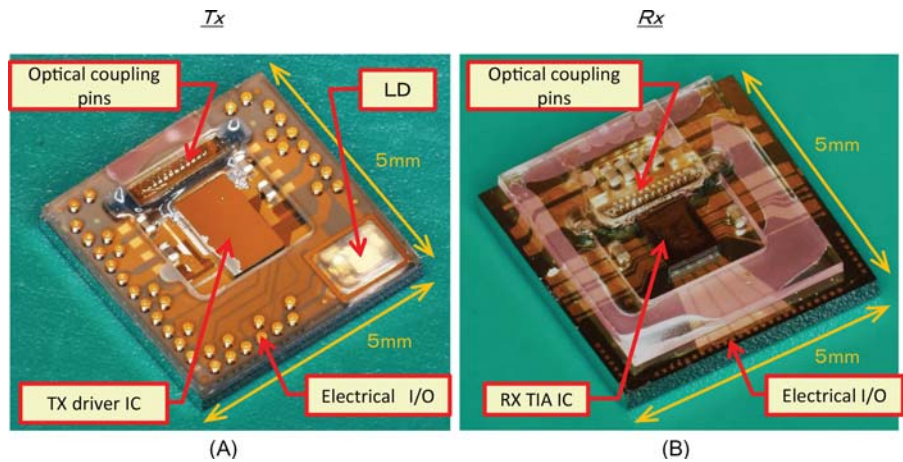 Tx
Rx
Optical coupling
pins
LD
5mm
5mm
TX driver IC
Electrical I/O
(A)
Optical coupling
pins
5mm
5mm
RX TIA IC
Electrical I/O
(B)